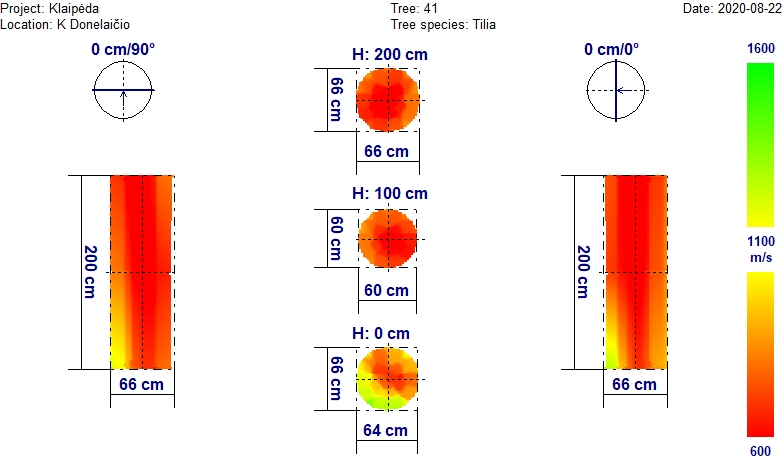 Project: Klaipėda Tree: 41 Date: 2020-08-22
Location: K Donelaičio Tree species: Tilia
0 cm/90° H: 200 cm 0 cm/0° 1600
66 cm
66 cm
H: 100 cm
200 cm 60 cm 200 cm 1100
m/s
60 cm
H: 0 cm
66 cm
66 cm 66 cm
64 cm
600